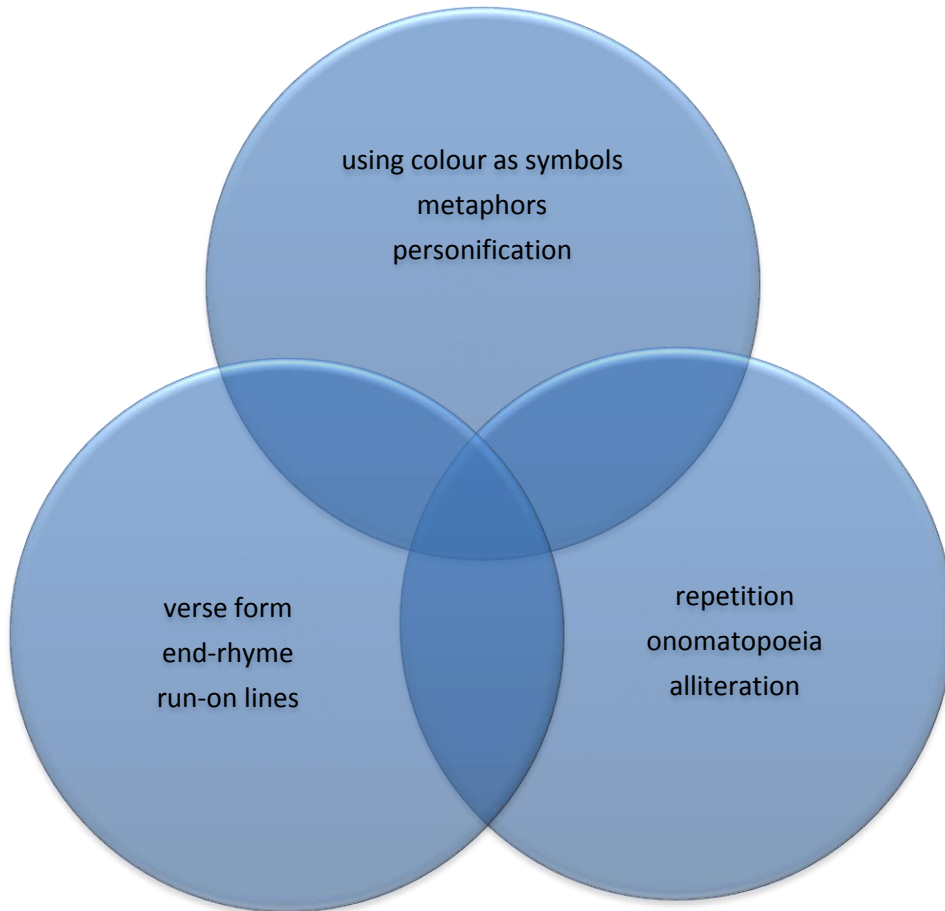 using colour as symbols
metaphors
personification
verse form
end-rhyme
run-on lines
repetition
onomatopoeia
alliteration